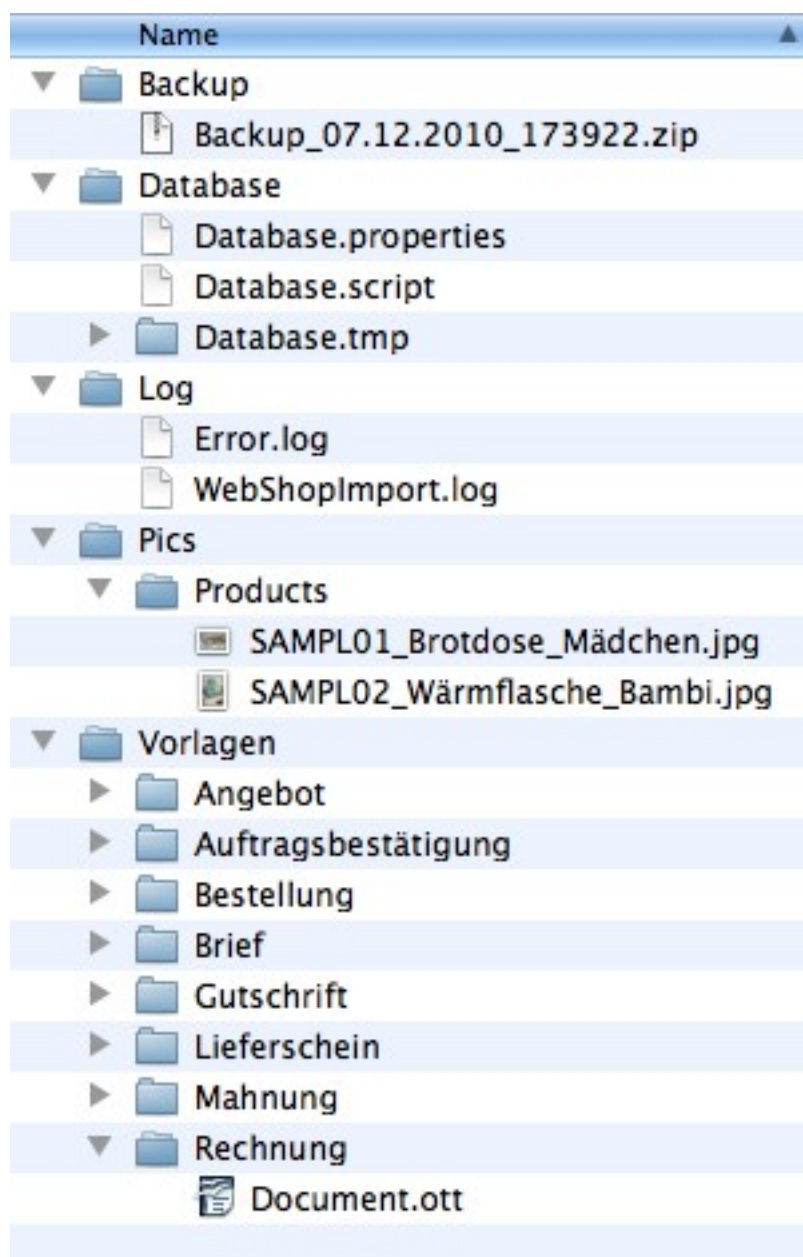 Name
Backup
Backup_07.12.2010_173922.zip
Database
Database.properties
Database.script
Database.tmp
Log
Error.log
WebShopImport.log
Pics
Products
SAMPL01_Brotdose_Mädchen.jpg
SAMPL02_Wärmflasche_Bambi.jpg
Vorlagen
Angebot
Auftragsbestätigung
Bestellung
Brief
Gutschrift
Lieferschein
Mahnung
Rechnung
Document.ott